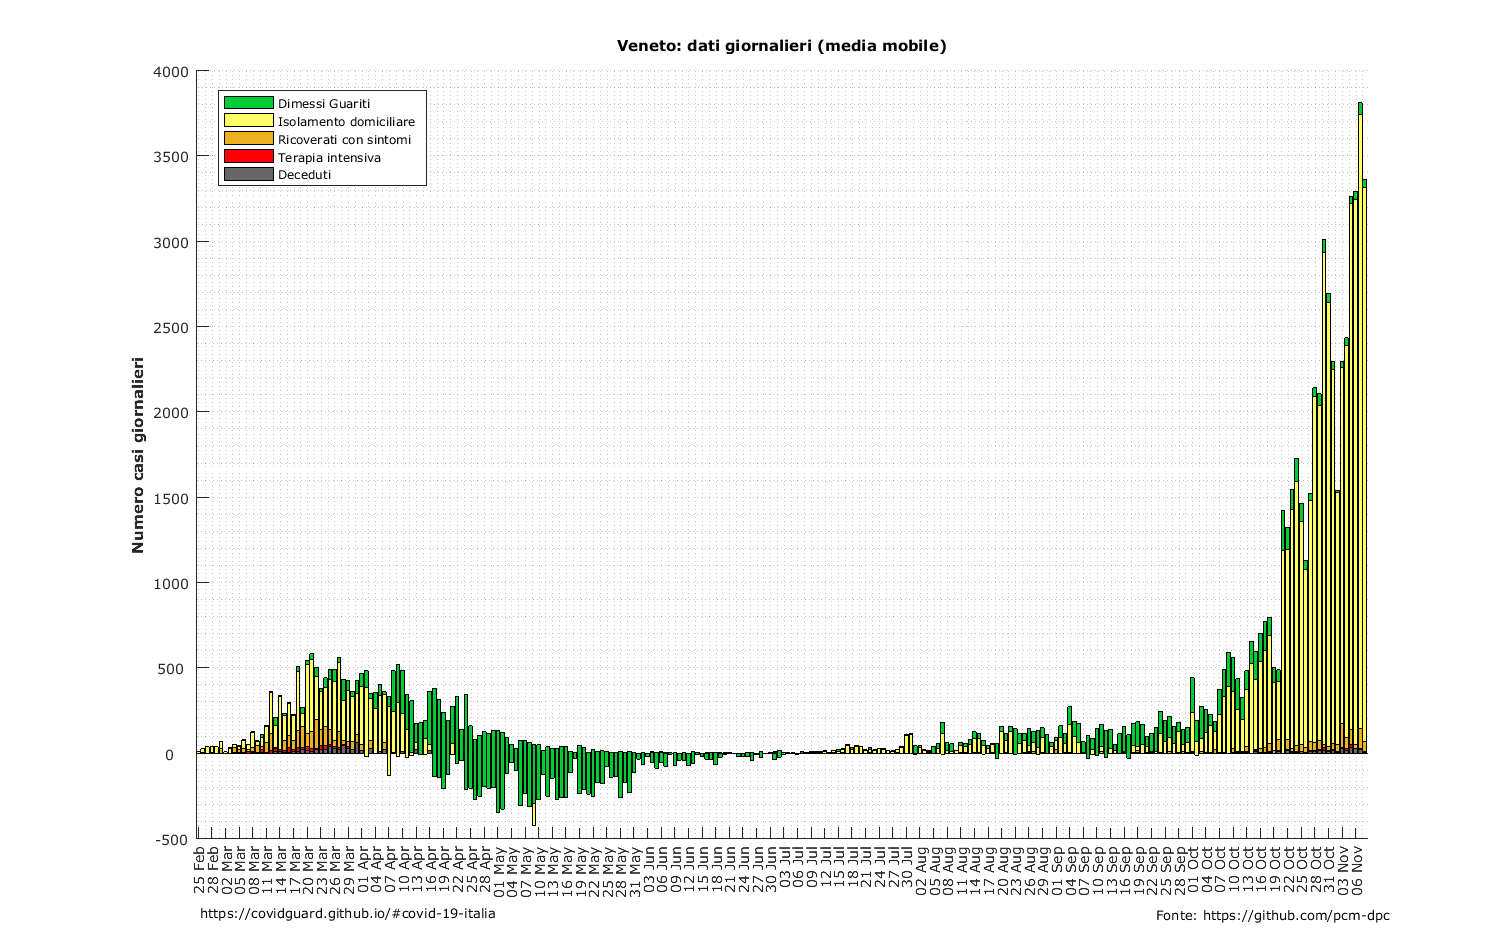 Veneto: dati giornalieri (media mobile)
4000
3500
3000
2500
2000
1500
1000
500
0
-500
Numero casi giornalieri
Dimessi Guariti
Isolamento domiciliare
Ricoverati con sintomi
Terapia intensiva
Deceduti
25 Feb
28 Feb
02 Mar
05 Mar
08 Mar
11 Mar
14 Mar
17 Mar
20 Mar
23 Mar
26 Mar
29 Mar
01 Apr
04 Apr
07 Apr
10 Apr
13 Apr
16 Apr
19 Apr
22 Apr
25 Apr
28 Apr
01 May
04 May
07 May
10 May
13 May
16 May
19 May
22 May
25 May
28 May
31 May
03 Jun
06 Jun
09 Jun
12 Jun
15 Jun
18 Jun
21 Jun
24 Jun
27 Jun
30 Jun
03 Jul
06 Jul
09 Jul
12 Jul
15 Jul
18 Jul
21 Jul
24 Jul
27 Jul
30 Jul
02 Aug
05 Aug
08 Aug
11 Aug
14 Aug
17 Aug
20 Aug
23 Aug
26 Aug
29 Aug
01 Sep
04 Sep
07 Sep
10 Sep
13 Sep
16 Sep
19 Sep
22 Sep
25 Sep
28 Sep
01 Oct
04 Oct
07 Oct
10 Oct
13 Oct
16 Oct
19 Oct
22 Oct
25 Oct
28 Oct
31 Oct
03 Nov
06 Nov
https://covidguard.github.io/#covid-19-italia
Fonte: https://github.com/pcm-dpc